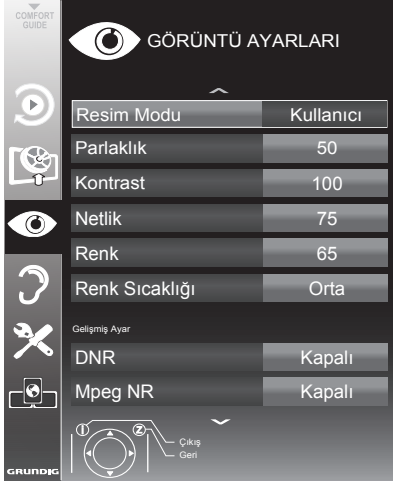 COMFORT
GUIDE
GÖRÜNTÜ AYARLARI
Resim Modu Kullanıcı
Parlaklık 50
Kontrast 100
Netlik 75
Renk 65
Renk Sıcaklığı Orta
Gelişmiş Ayar
DNR Kapalı
Mpeg NR Kapalı
Z
Çıkış
Geri
GRUNDIG